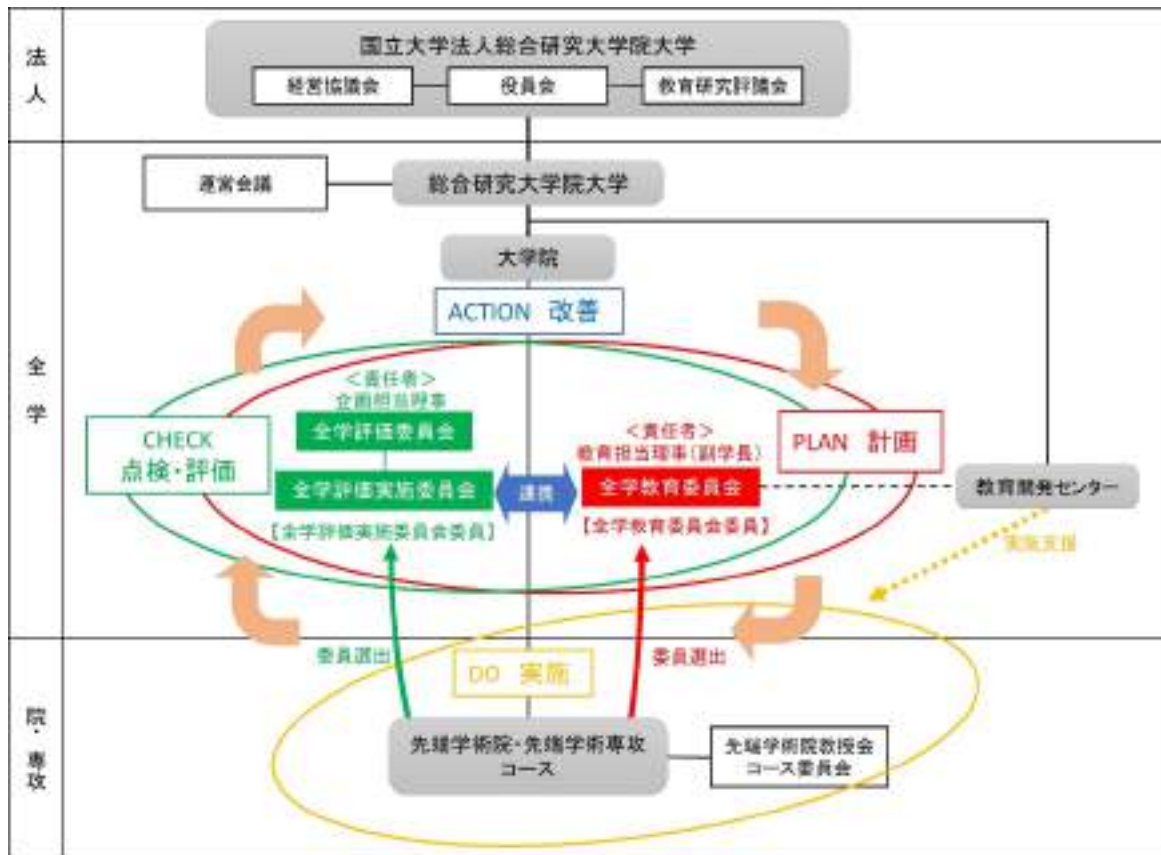 法人
国立大学法人総合研究大学院大学
経営協議会
役員会
教育研究評議会
全学
運営会議
総合研究大学院大学
大学院
ACTION 改善
<責任者>
企画担当理事
全学評価委員会
CHECK
点検・評価
<責任者>
教育担当理事(副学長)
PLAN 計画
全学評価実施委員会
連携
全学教育委員会
教育開発センター
【全学評価実施委員会委員】
【全学教育委員会委員】
実施支援
院・専攻
委員選出
DO 実施
委員選出
先端学術院・先端学術専攻
コース
先端学術院教授会
コース委員会